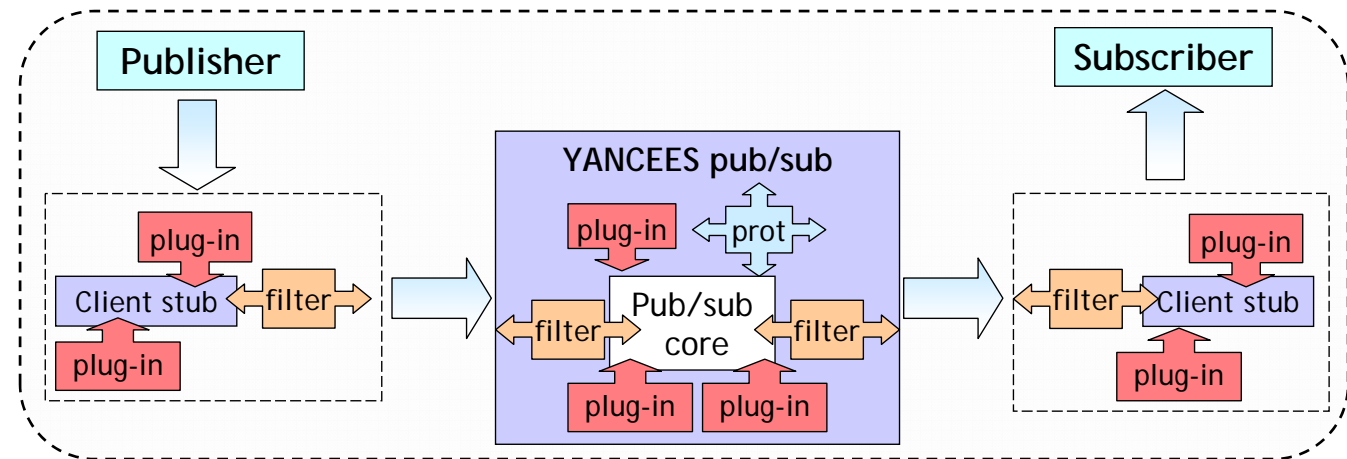 Publisher
Subscriber
YANCEES pub/sub
plug-in
Client stub
filter
plug-in
plug-in
prot
filter
Pub/sub
core
filter
plug-in
plug-in
plug-in
filter
Client stub
plug-in